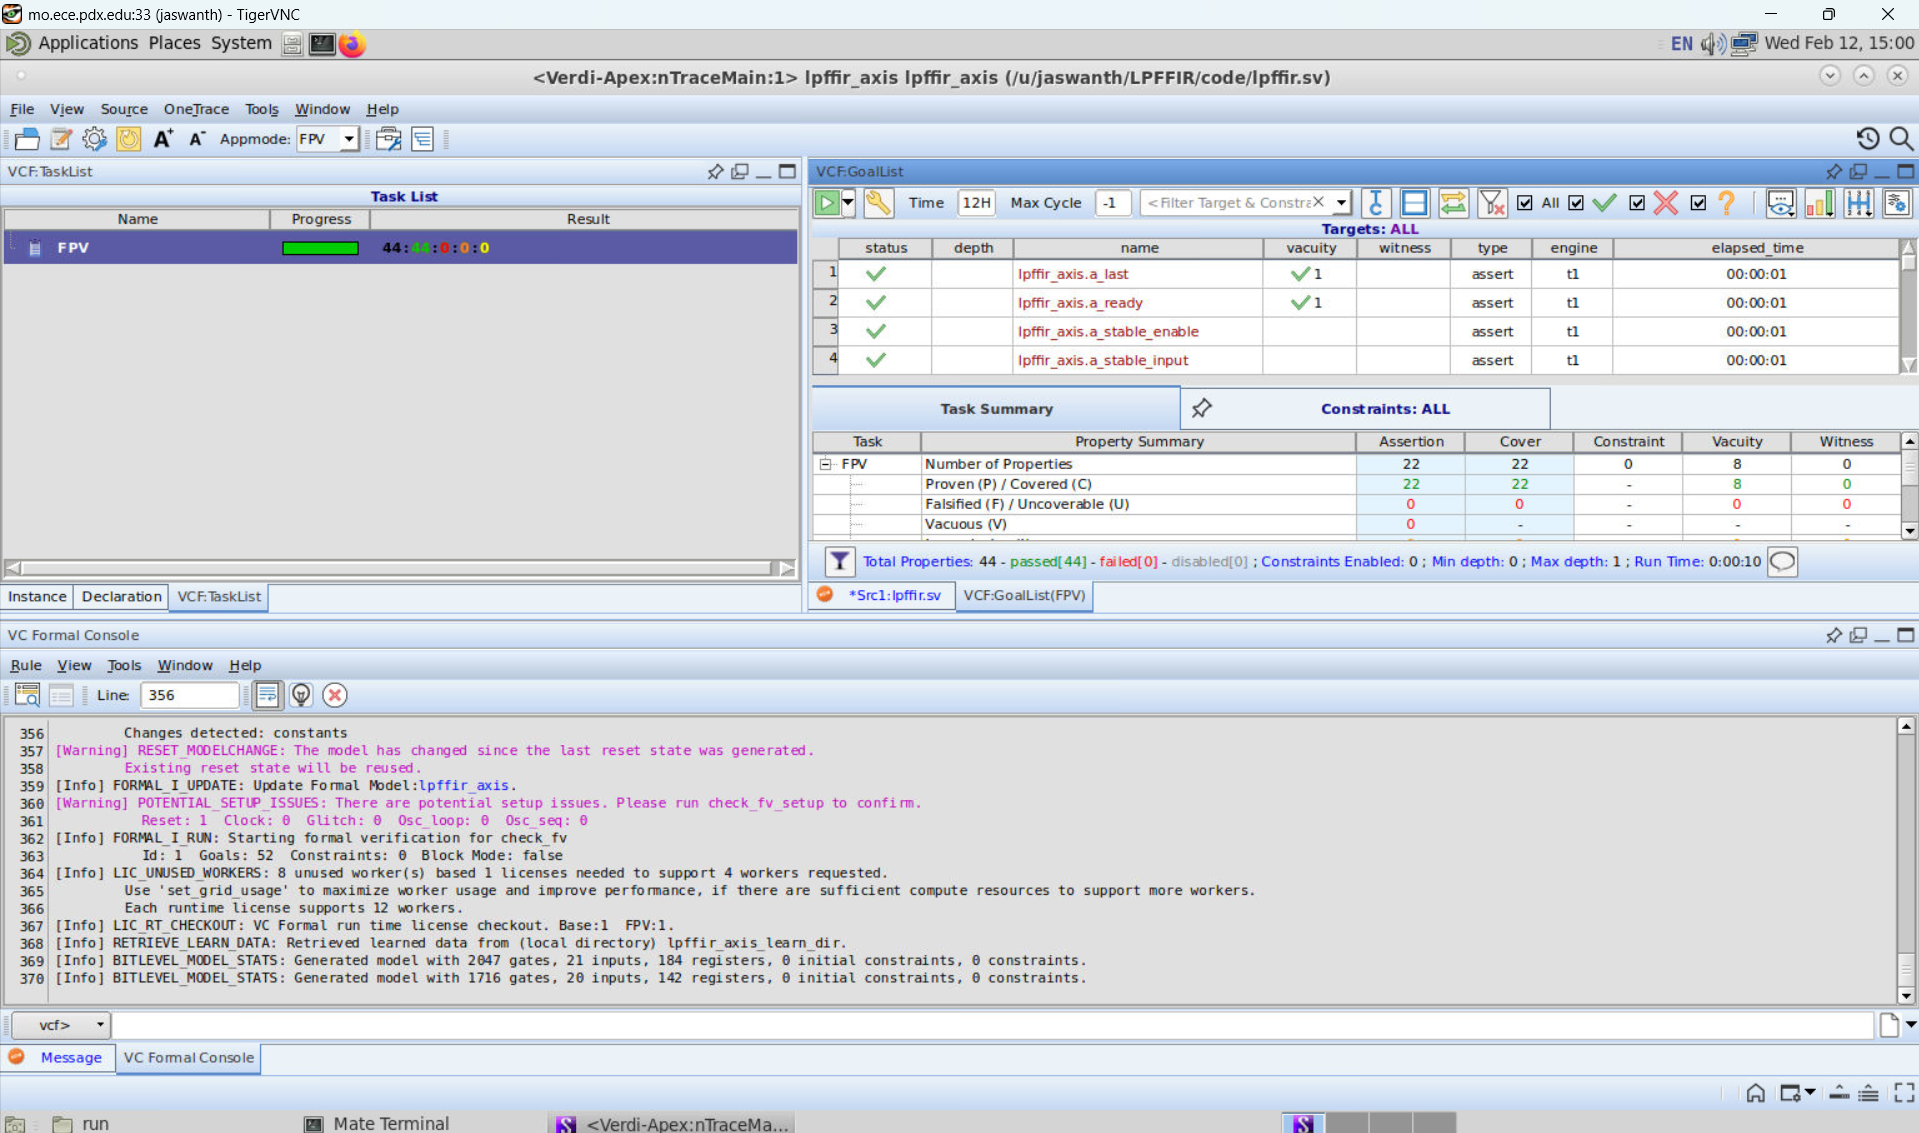 mo.ece.pdx.edu:33 (jaswanth) - TigerVNC
Applications Places System
EN Wed Feb 12, 15:00
<Verdi-Apex:nTraceMain:1> lpffir_axis lpffir_axis (/u/jaswanth/LPFFIR/code/lpffir.sv)
File View Source OneTrace Tools Window Help
A+ A- Appmode: FPV
VCF:TaskList
Task List
Name Progress Result
FPV 44:44:0:0:0
Instance Declaration VCF:TaskList
VCF:GoalList
Time 12H Max Cycle -1 <Filter Target & Constra All
Targets: ALL
status depth name vacuity witness type engine elapsed_time
1 lpffir_axis.a_last 1 assert t1 00:00:01
2 lpffir_axis.a_ready 1 assert t1 00:00:01
3 lpffir_axis.a_stable_enable assert t1 00:00:01
4 lpffir_axis.a_stable_input assert t1 00:00:01
Task Summary Constraints: ALL
Task Property Summary Assertion Cover Constraint Vacuity Witness
FPV Number of Properties 22 22 0 8 0
Proven (P) / Covered (C) 22 22 - 8 0
Falsified (F) / Uncoverable (U) 0 0 - 0 0
Vacuous (V) 0 - - - -
Total Properties: 44 - passed[44] - failed[0] - disabled[0] ; Constraints Enabled: 0 ; Min depth: 0 ; Max depth: 1 ; Run Time: 0:00:10
*Src1:lpffir.sv VCF:GoalList(FPV)
VC Formal Console
Rule View Tools Window Help
Line: 356
356 Changes detected: constants
357 [Warning] RESET_MODELCHANGE: The model has changed since the last reset state was generated.
358 Existing reset state will be reused.
359 [Info] FORMAL_I_UPDATE: Update Formal Model:lpffir_axis.
360 [Warning] POTENTIAL_SETUP_ISSUES: There are potential setup issues. Please run check_fv_setup to confirm.
361 Reset: 1 Clock: 0 Glitch: 0 Osc_loop: 0 Osc_seq: 0
362 [Info] FORMAL_I_RUN: Starting formal verification for check_fv
363 Id: 1 Goals: 52 Constraints: 0 Block Mode: false
364 [Info] LIC_UNUSED_WORKERS: 8 unused worker(s) based 1 licenses needed to support 4 workers requested.
365 Use 'set_grid_usage' to maximize worker usage and improve performance, if there are sufficient compute resources to support more workers.
366 Each runtime license supports 12 workers.
367 [Info] LIC_RT_CHECKOUT: VC Formal run time license checkout. Base:1 FPV:1.
368 [Info] RETRIEVE_LEARN_DATA: Retrieved learned data from (local directory) lpffir_axis_learn_dir.
369 [Info] BITLEVEL_MODEL_STATS: Generated model with 2047 gates, 21 inputs, 184 registers, 0 initial constraints, 0 constraints.
370 [Info] BITLEVEL_MODEL_STATS: Generated model with 1716 gates, 20 inputs, 142 registers, 0 initial constraints, 0 constraints.
vcf>
Message VC Formal Console
run Mate Terminal <Verdi-Apex:nTraceMa...